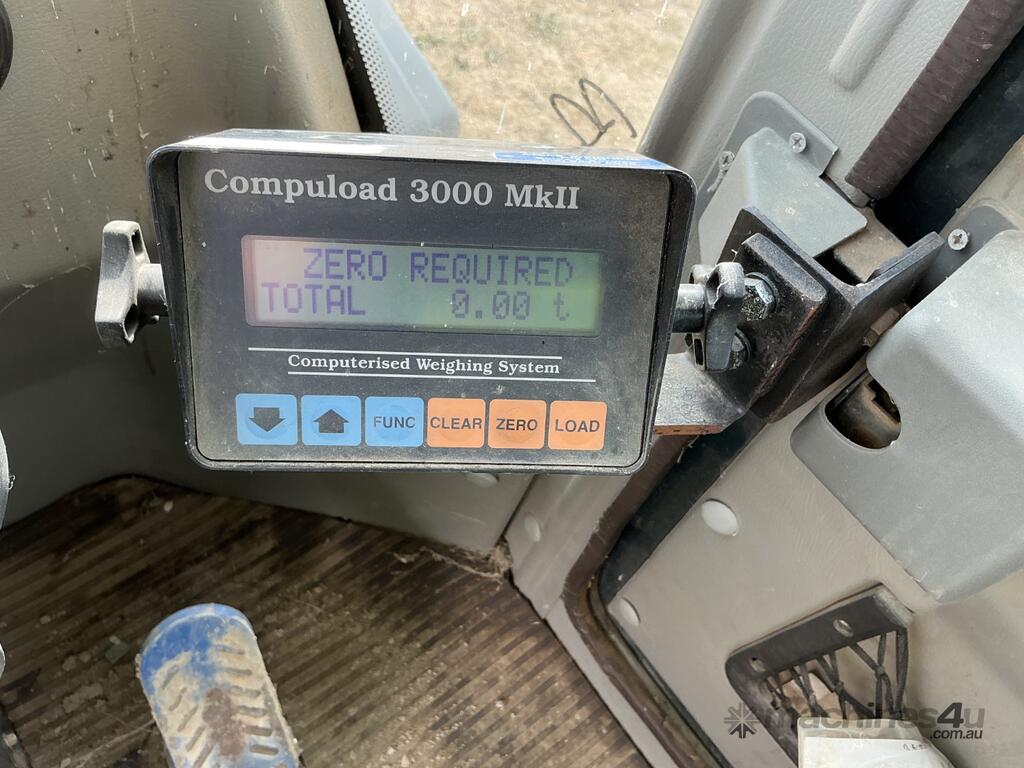 Compuload 3000 MkII
ZERO REQUIRED
TOTAL 0.00 t
Computerised Weighing System
FUNC CLEAR ZERO LOAD
machines4u
.com.au